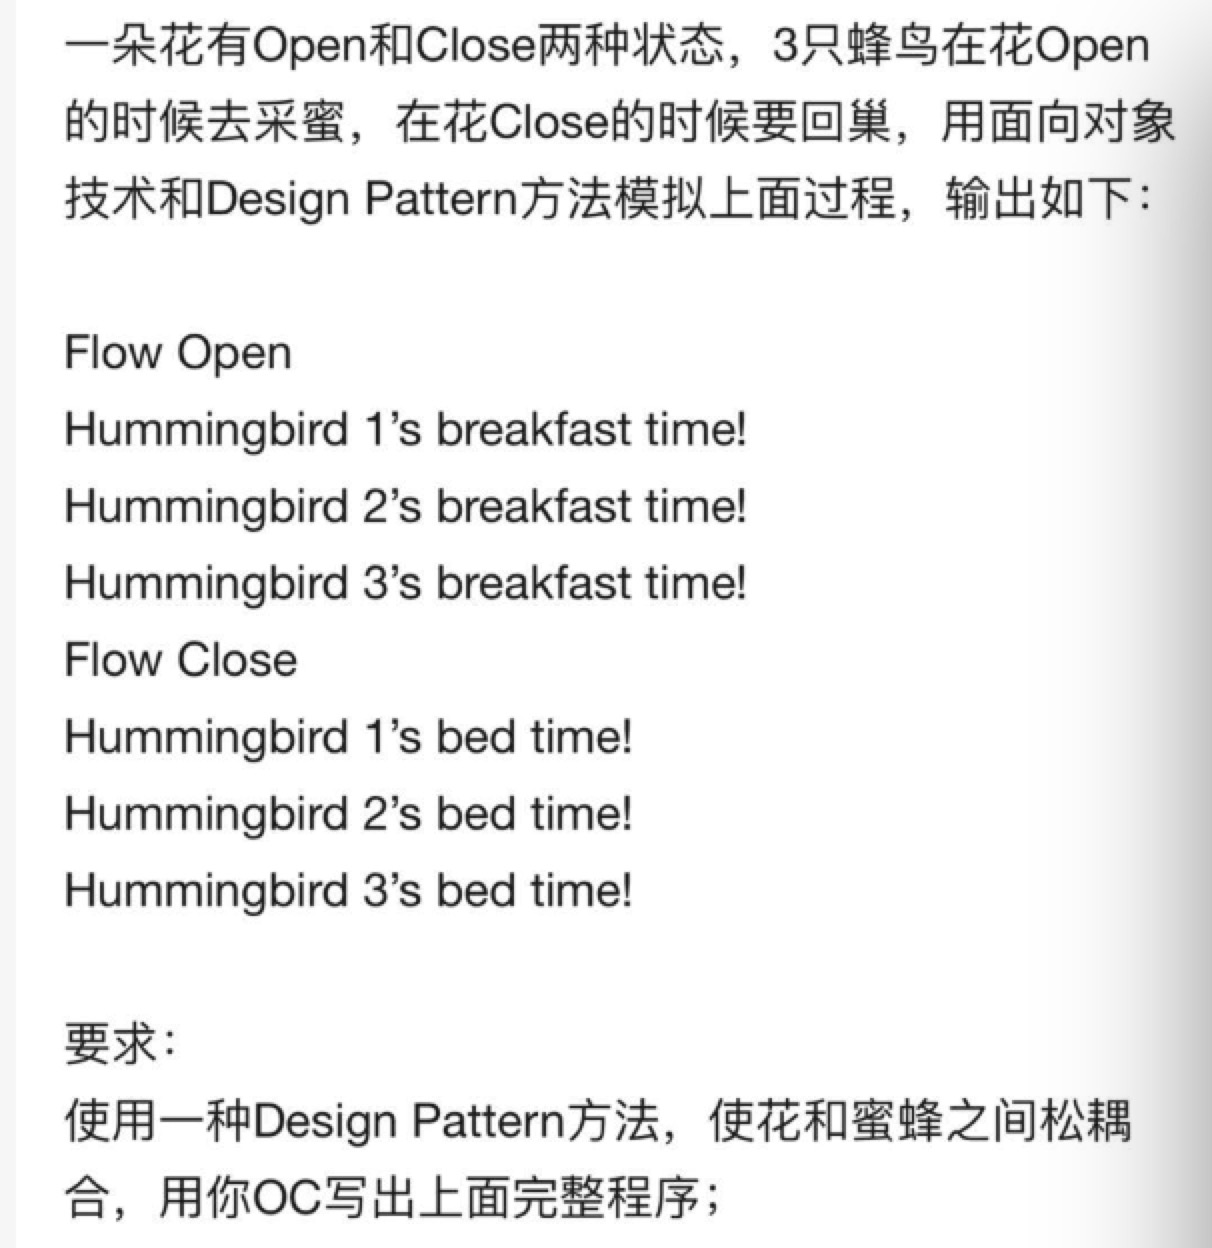 一朵花有Open和Close两种状态，3只蜂鸟在花Open
的时候去采蜜，在花Close的时候要回巢，用面向对象
技术和Design Pattern方法模拟上面过程，输出如下：
Flow Open
Hummingbird 1’s breakfast time!
Hummingbird 2’s breakfast time!
Hummingbird 3’s breakfast time!
Flow Close
Hummingbird 1’s bed time!
Hummingbird 2’s bed time!
Hummingbird 3’s bed time!
要求：
使用一种Design Pattern方法，使花和蜜蜂之间松耦
合，用你OC写出上面完整程序；